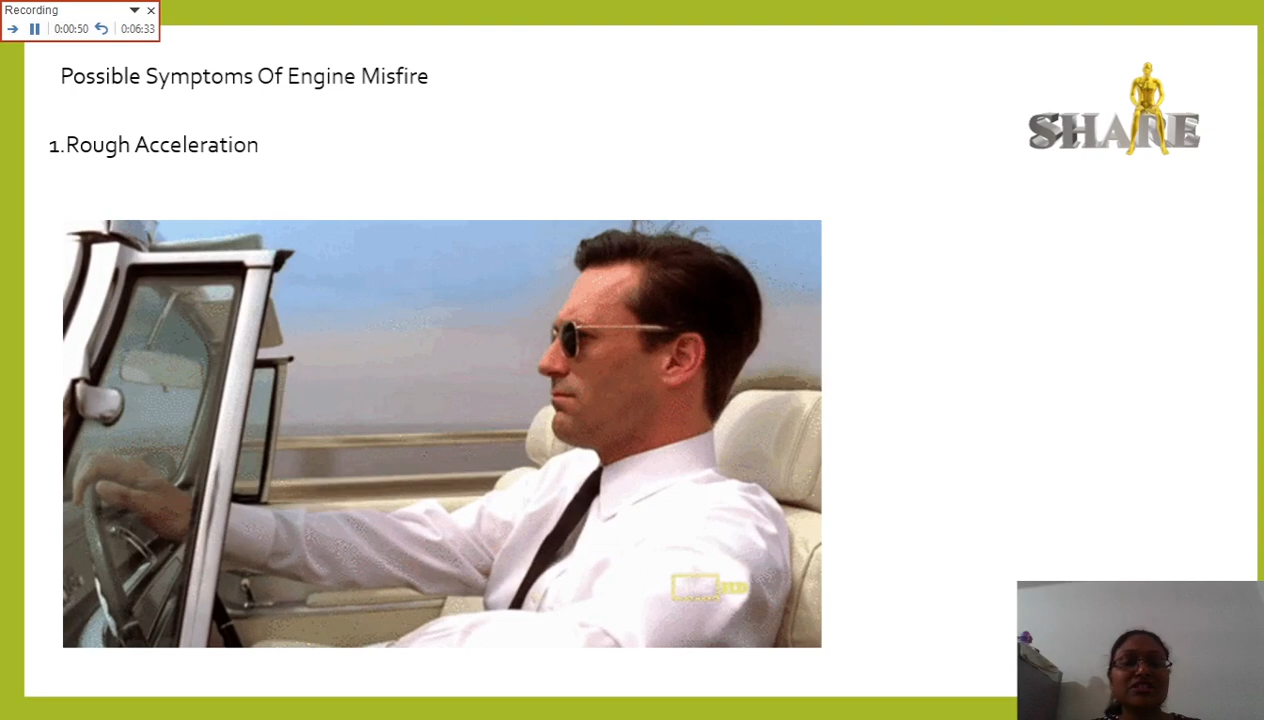 Recording
0:00:50 0:06:33
Possible Symptoms Of Engine Misfire
SHARE
1.Rough Acceleration